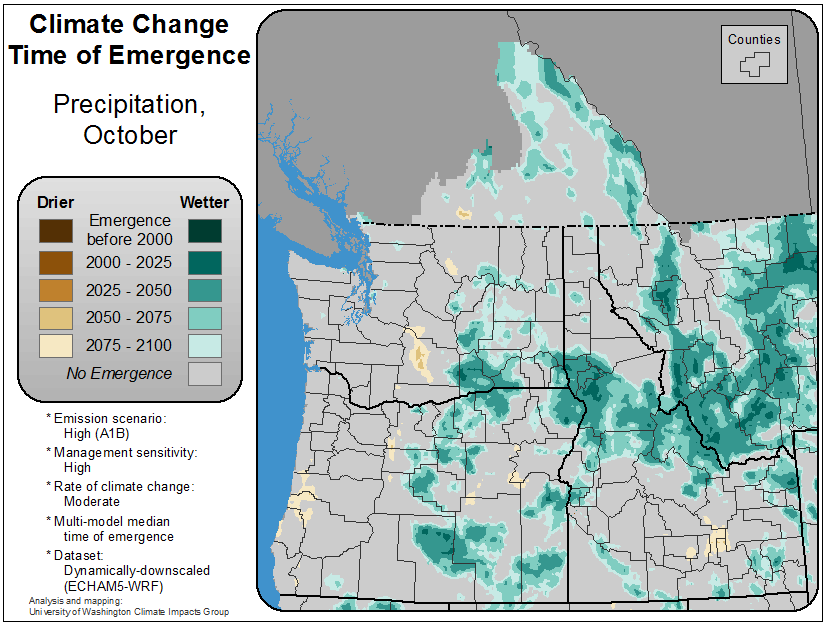 Climate Change
Time of Emergence
Precipitation,
October
Counties
Drier
Wetter
Emergence
before 2000
2000 - 2025
2025 - 2050
2050 - 2075
2075 - 2100
No Emergence
* Emission scenario:
High (A1B)
* Management sensitivity:
High
* Rate of climate change:
Moderate
* Multi-model median
time of emergence
* Dataset:
Dynamically-downscaled
(ECHAM5-WRF)
Analysis and mapping:
University of Washington Climate Impacts Group